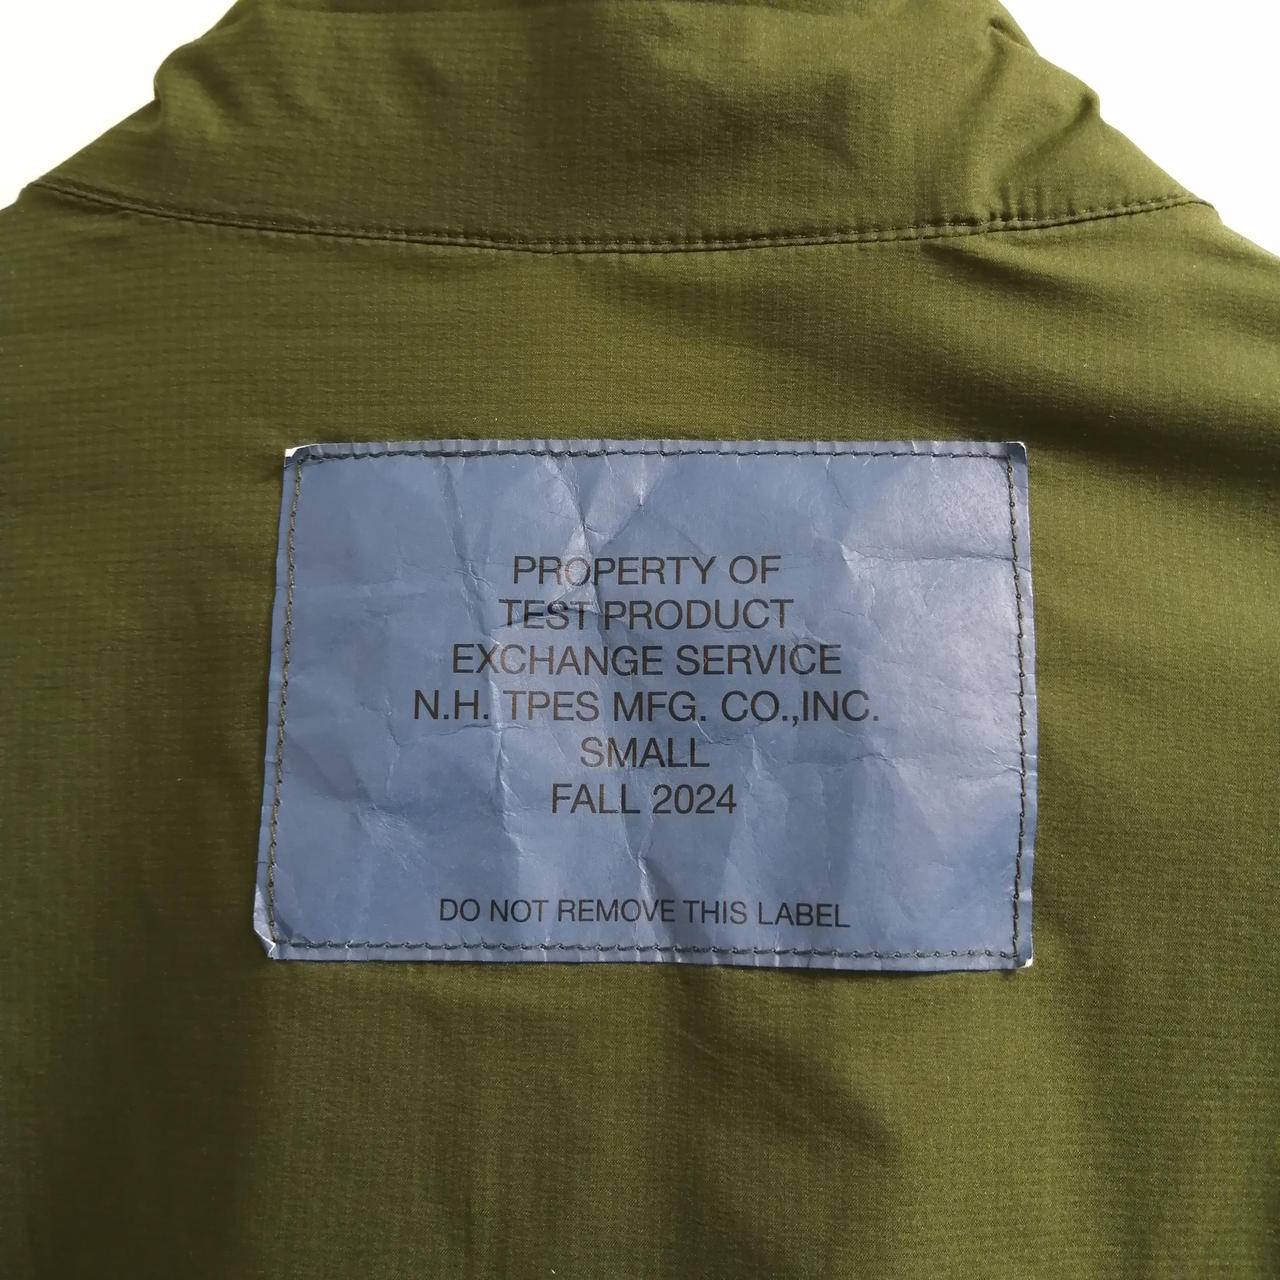 PROPERTY OF
TEST PRODUCT
EXCHANGE SERVICE
N.H. TPES MFG. CO.,INC.
SMALL
FALL 2024
DO NOT REMOVE THIS LABEL